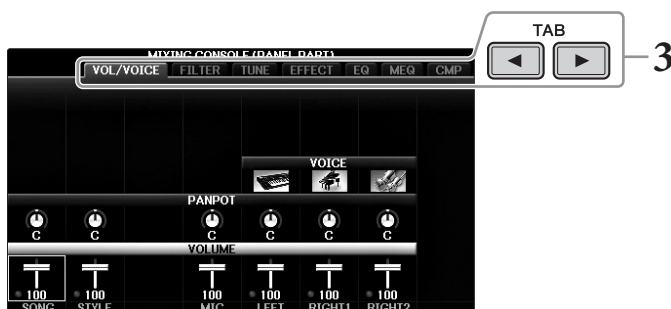 TAB
3
MIXING CONSOLE (PANEL PART)
VOL/VOICE FILTER TUNE EFFECT EQ MEQ CMP
VOICE
PANPOT
C C C C C C
VOLUME
100 100 100 100 100 100
SONG STYLE MIC LEFT RIGHT1 RIGHT2